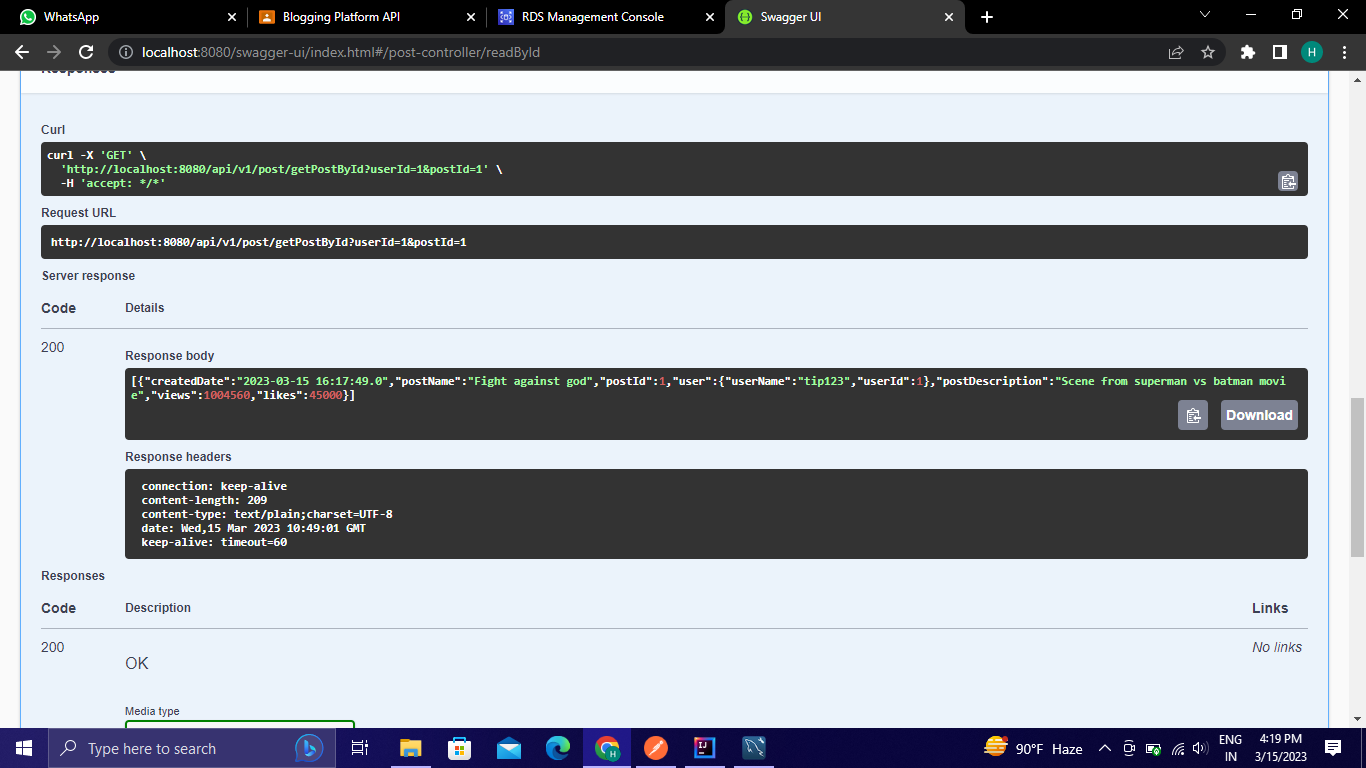 WhatsApp
Blogging Platform API
RDS Management Console
Swagger UI
localhost:8080/swagger-ui/index.html#/post-controller/readById
H
Responses
Curl
curl -X 'GET' \
'http://localhost:8080/api/v1/post/getPostById?userId=1&postId=1' \
-H 'accept: */*'
Request URL
http://localhost:8080/api/v1/post/getPostById?userId=1&postId=1
Server response
Code Details
200
Response body
[{"createdDate":"2023-03-15 16:17:49.0","postName":"Fight against god","postId":1,"user":{"userName":"tip123","userId":1},"postDescription":"Scene from superman vs batman movi
e","views":1004560,"likes":45000}]
Download
Response headers
connection: keep-alive
content-length: 209
content-type: text/plain;charset=UTF-8
date: Wed,15 Mar 2023 10:49:01 GMT
keep-alive: timeout=60
Responses
Code Description Links
200 No links
OK
Media type
Type here to search
H
IJ
90°F Haze
ENG
IN
4:19 PM
3/15/2023